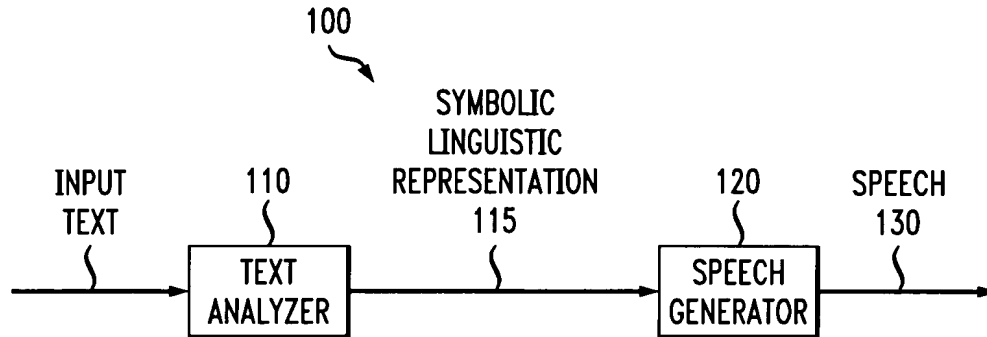 100
SYMBOLIC
LINGUISTIC
REPRESENTATION
115
INPUT
TEXT
110
TEXT
ANALYZER
120
SPEECH
GENERATOR
SPEECH
130